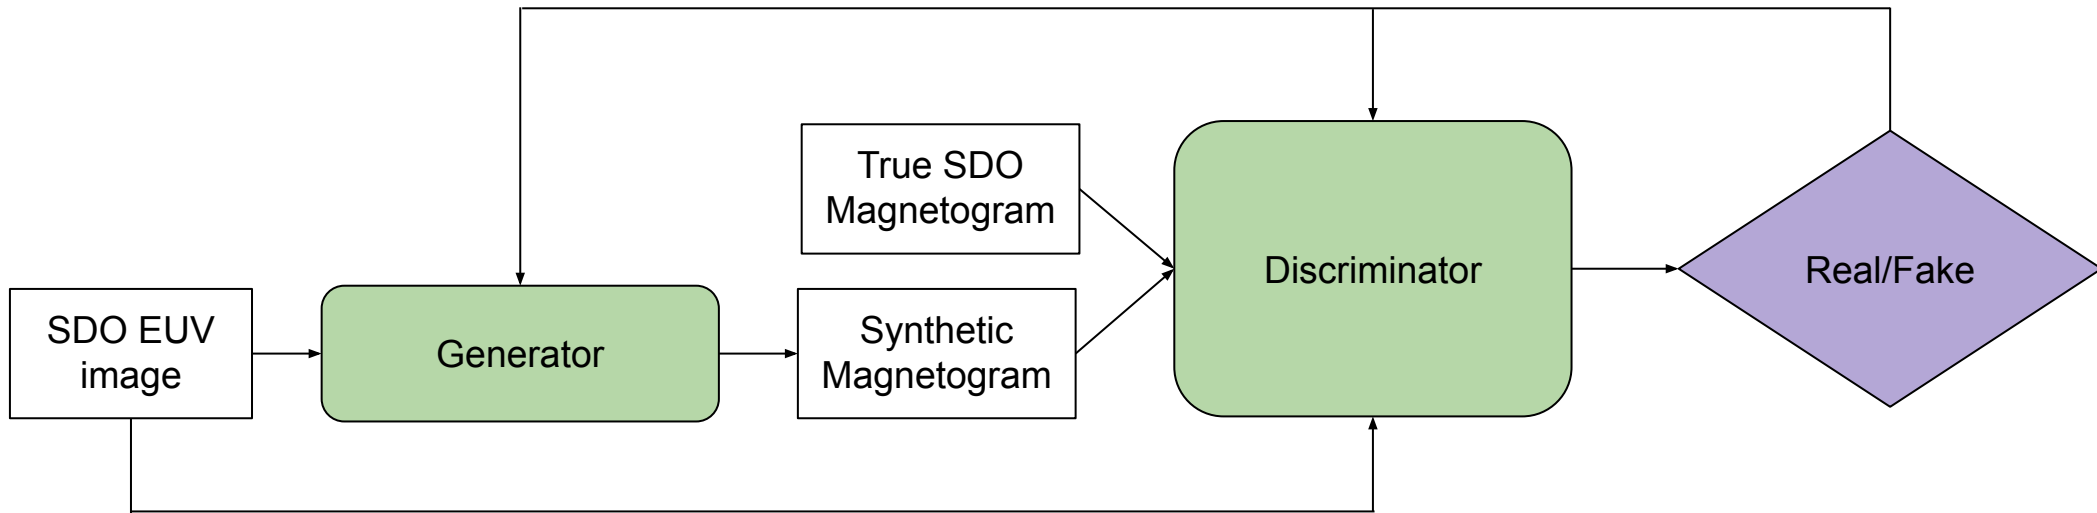 SDO EUV
image
Generator
True SDO
Magnetogram
Synthetic
Magnetogram
Discriminator
Real/Fake